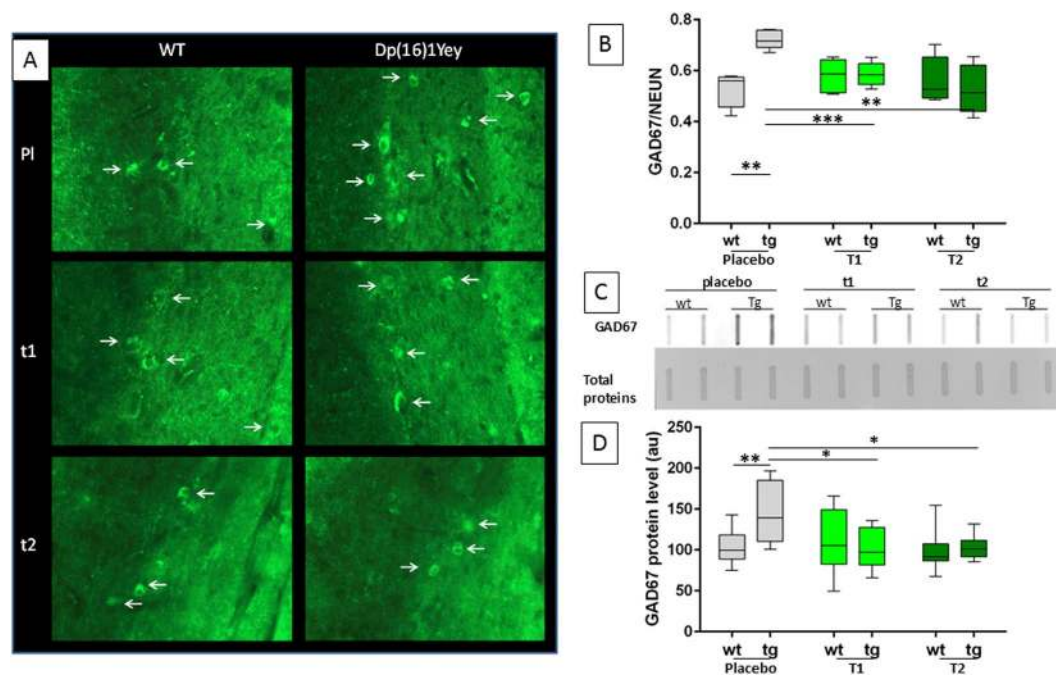 A
WT
Dp(16)1Yey
Pl
t1
t2
B
GAD67/NEUN
0.8
0.6
0.4
0.2
0.0
**
***
**
wt tg wt tg wt tg
Placebo T1 T2
C
placebo t1 t2
wt Tg wt Tg wt Tg
GAD67
Total
proteins
D
GAD67 protein level (au)
200
150
100
50
0
*
**
*
wt tg wt tg wt tg
Placebo T1 T2